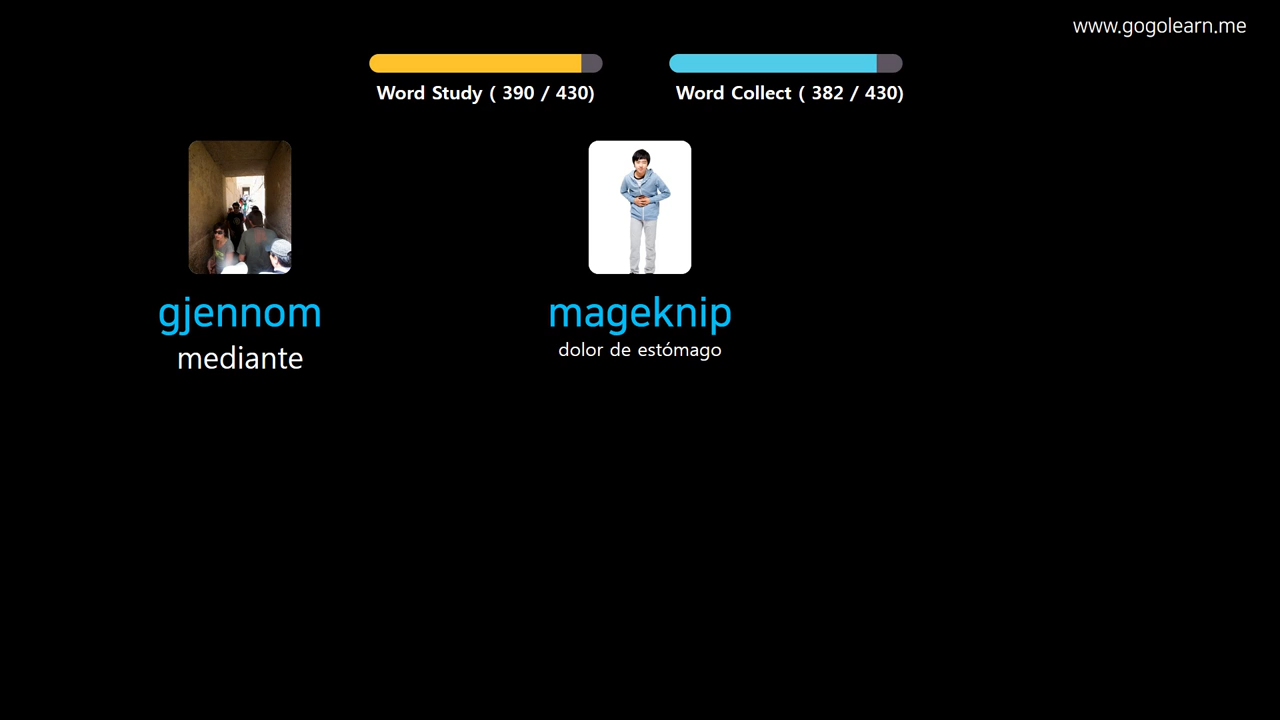 www.gogolearn.me
Word Study ( 390 / 430)
Word Collect ( 382 / 430)
gjennom
mediante
mageknip
dolor de estómago